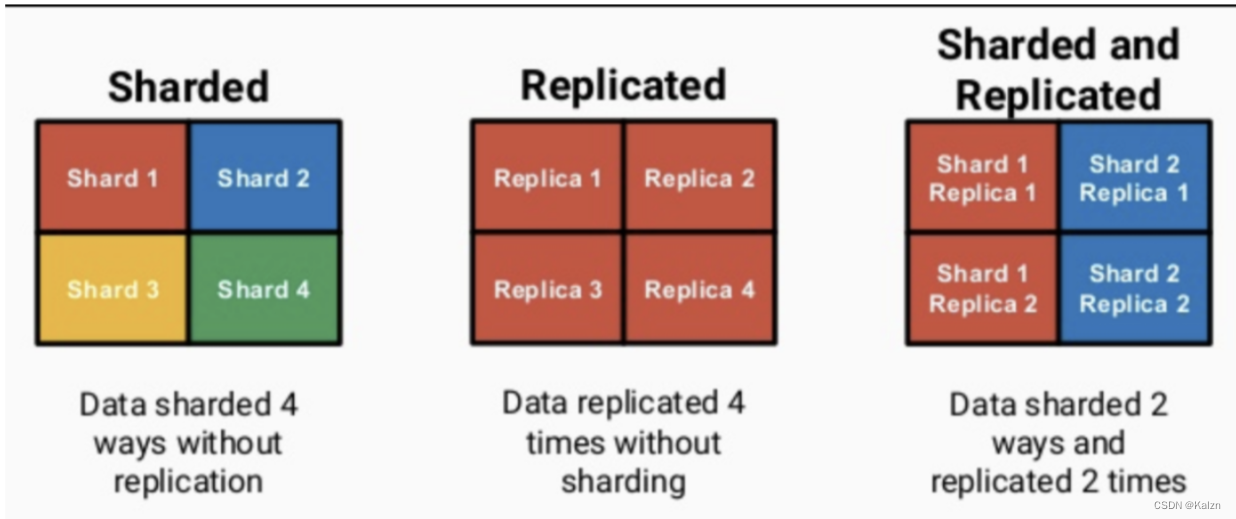 Sharded
Shard 1
Shard 2
Shard 3
Shard 4
Data sharded 4
ways without
replication
Replicated
Replica 1
Replica 2
Replica 3
Replica 4
Data replicated 4
times without
sharding
Sharded and
Replicated
Shard 1
Replica 1
Shard 2
Replica 1
Shard 1
Replica 2
Shard 2
Replica 2
Data sharded 2
ways and
replicated 2 times
CSDN @Kalzn